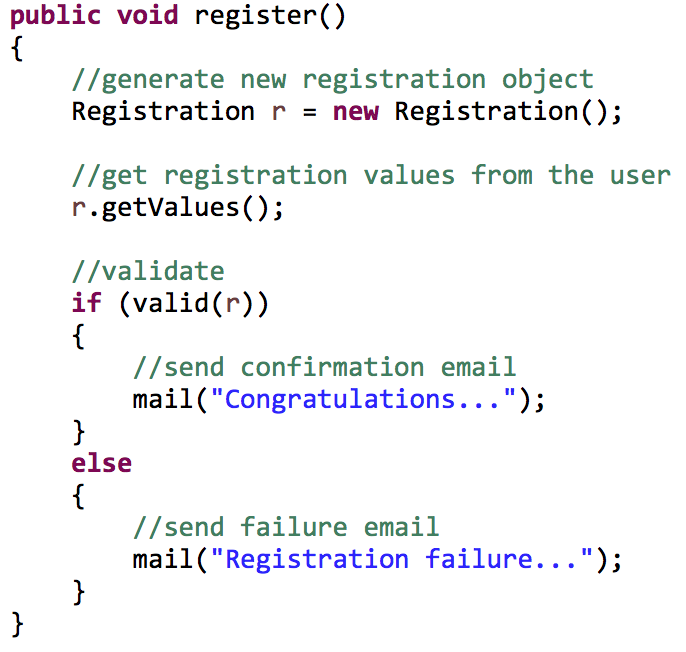 public void register()
{
    //generate new registration object
    Registration r = new Registration();

    //get registration values from the user
    r.getValues();

    //validate
    if (valid(r))
    {
        //send confirmation email
        mail("Congratulations...");
    }
    else
    {
        //send failure email
        mail("Registration failure...");
    }
}